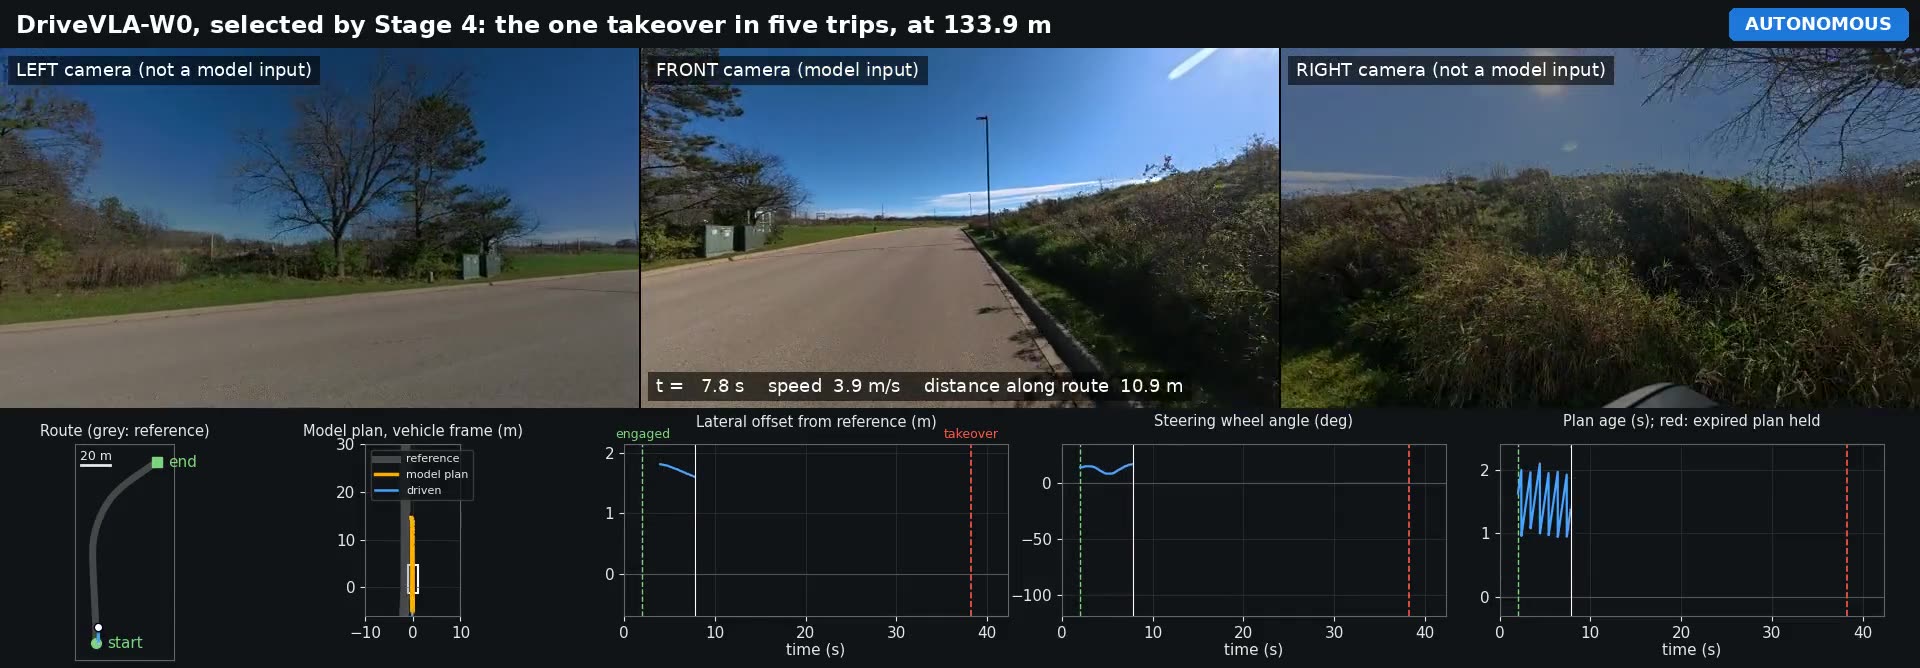 DriveVLA-W0, selected by Stage 4: the one takeover in five trips, at 133.9 m
AUTONOMOUS
LEFT camera (not a model input)
FRONT camera (model input)
RIGHT camera (not a model input)
t = 7.8 s speed 3.9 m/s distance along route 10.9 m
Route (grey: reference)
20 m
end
start
Model plan, vehicle frame (m)
30
20
10
0
reference
model plan
driven
−10 0 10
Lateral offset from reference (m)
engaged
takeover
2
1
0
0 10 20 30 40
time (s)
Steering wheel angle (deg)
0
−50
−100
0 10 20 30 40
time (s)
Plan age (s); red: expired plan held
2
1
0
0 10 20 30 40
time (s)